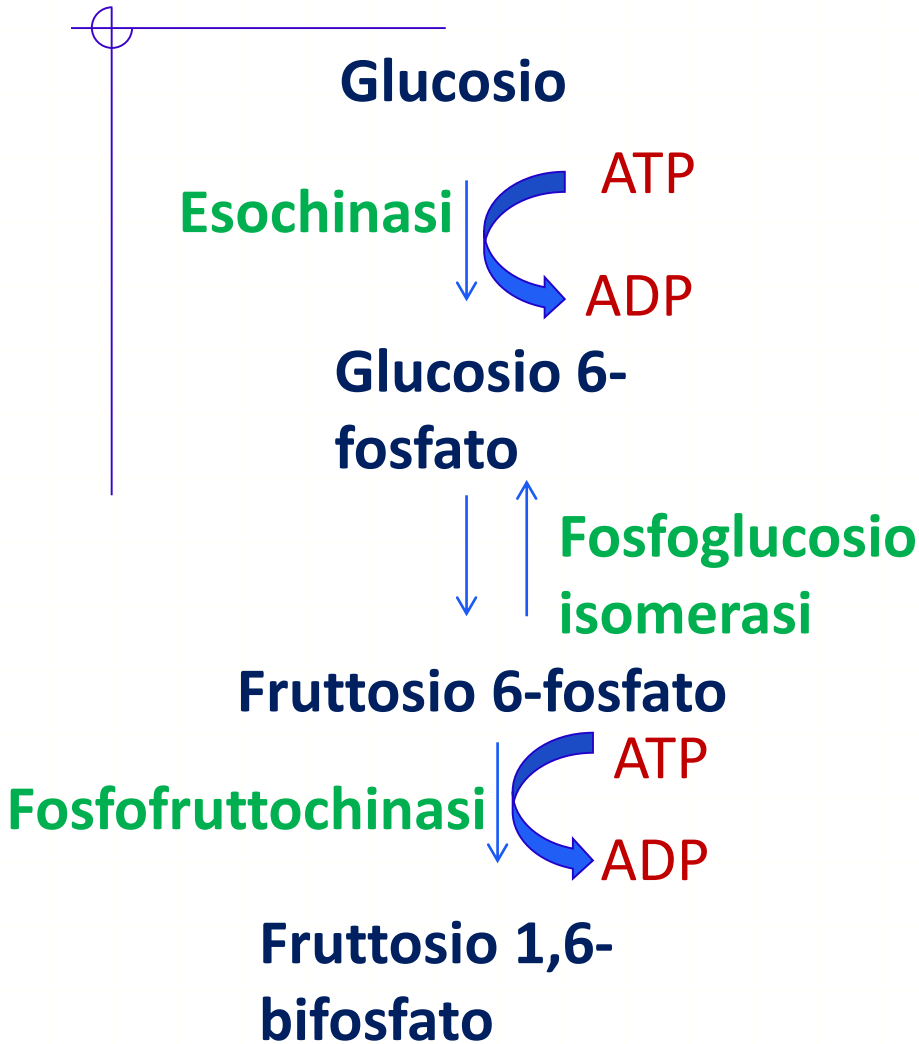 Glucosio
ATP
Esochinasi
ADP
Glucosio 6-
fosfato
Fosfoglucosio
isomerasi
Fruttosio 6-fosfato
ATP
Fosfofruttochinasi
ADP
Fruttosio 1,6-
bifosfato